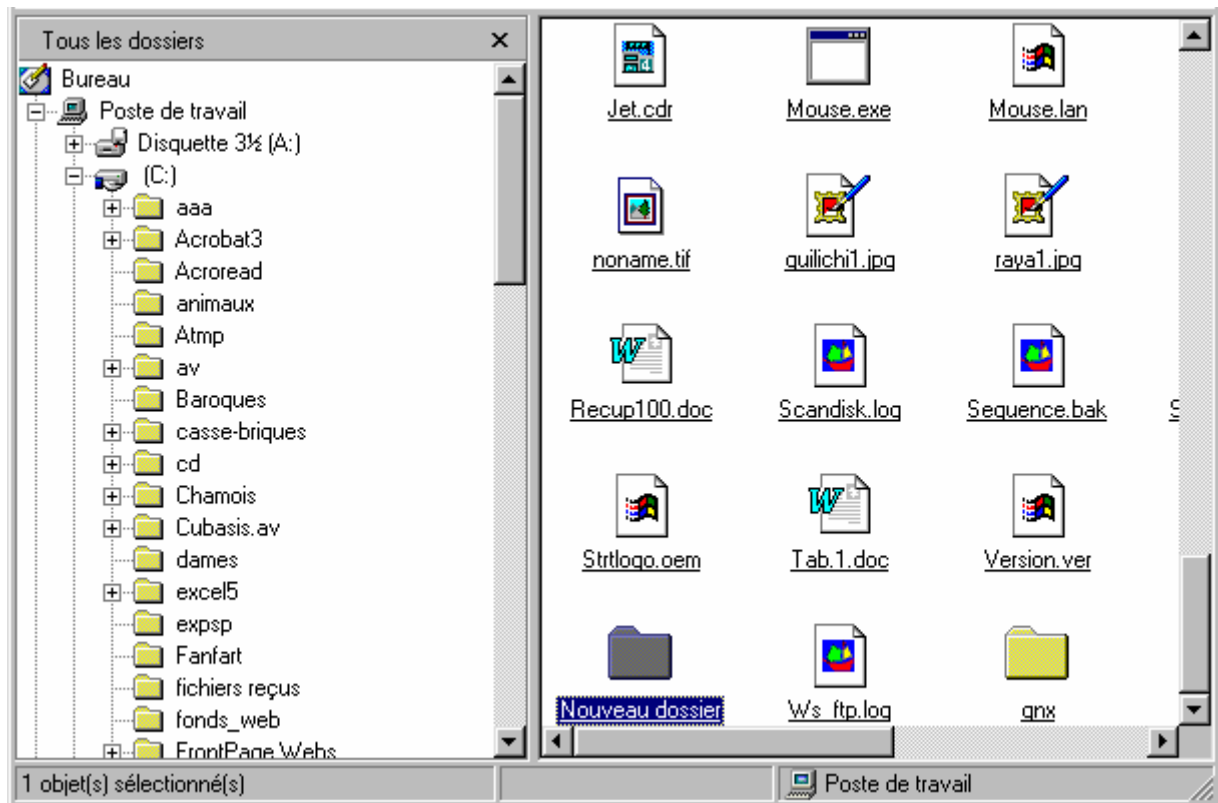 Tous les dossiers
Bureau
Poste de travail
Disquette 3½ (A:)
(C:)
aaa
Acrobat3
Acroread
animaux
Atmp
av
Baroques
casse-briques
cd
Chamois
Cubasis.av
dames
excel5
expsp
Fanfart
fichiers reçus
fonds_web
FrontPage Webs
Jet.cdr Mouse.exe Mouse.lan
noname.tif quilichi1.jpg raya1.jpg
Recup100.doc Scandisk.log Sequence.bak
Strtlogo.oem Tab.1.doc Version.ver
Nouveau dossier Ws_ftp.log
1 objet(s) sélectionné(s) Poste de travail